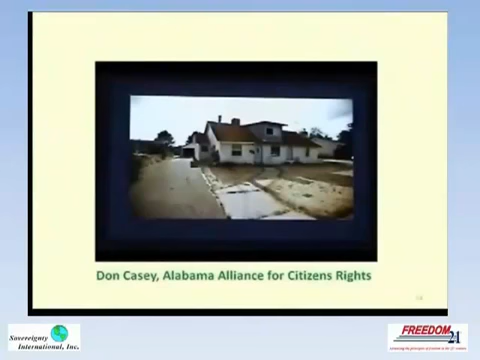 Don Casey, Alabama Alliance for Citizens Rights
Sovereignty
International, Inc.
FREEDOM
21